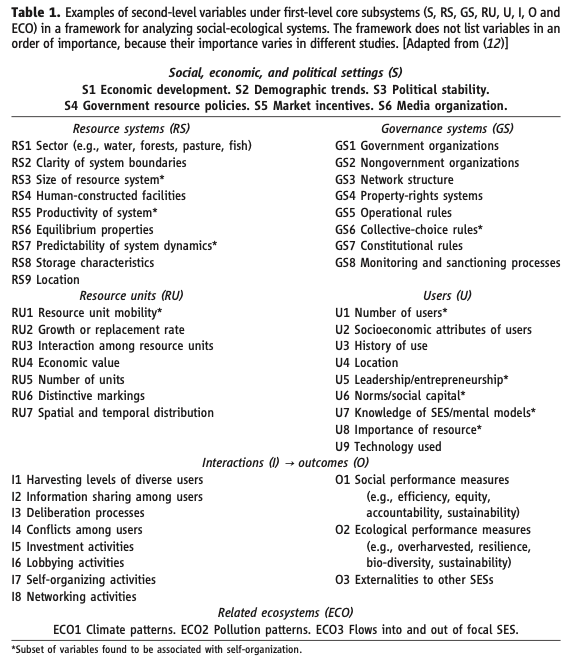 Table 1. Examples of second-level variables under first-level core subsystems (S, RS, GS, RU, U, I, O and
ECO) in a framework for analyzing social-ecological systems. The framework does not list variables in an
order of importance, because their importance varies in different studies. [Adapted from (12)]
Social, economic, and political settings (S)
S1 Economic development. S2 Demographic trends. S3 Political stability.
S4 Government resource policies. S5 Market incentives. S6 Media organization.
Resource systems (RS)
RS1 Sector (e.g., water, forests, pasture, fish)
RS2 Clarity of system boundaries
RS3 Size of resource system*
RS4 Human-constructed facilities
RS5 Productivity of system*
RS6 Equilibrium properties
RS7 Predictability of system dynamics*
RS8 Storage characteristics
RS9 Location
Governance systems (GS)
GS1 Government organizations
GS2 Nongovernment organizations
GS3 Network structure
GS4 Property-rights systems
GS5 Operational rules
GS6 Collective-choice rules*
GS7 Constitutional rules
GS8 Monitoring and sanctioning processes
Resource units (RU)
RU1 Resource unit mobility*
RU2 Growth or replacement rate
RU3 Interaction among resource units
RU4 Economic value
RU5 Number of units
RU6 Distinctive markings
RU7 Spatial and temporal distribution
Users (U)
U1 Number of users*
U2 Socioeconomic attributes of users
U3 History of use
U4 Location
U5 Leadership/entrepreneurship*
U6 Norms/social capital*
U7 Knowledge of SES/mental models*
U8 Importance of resource*
U9 Technology used
Interactions (I) → outcomes (O)
I1 Harvesting levels of diverse users
I2 Information sharing among users
I3 Deliberation processes
I4 Conflicts among users
I5 Investment activities
I6 Lobbying activities
I7 Self-organizing activities
I8 Networking activities
O1 Social performance measures
(e.g., efficiency, equity,
accountability, sustainability)
O2 Ecological performance measures
(e.g., overharvested, resilience,
bio-diversity, sustainability)
O3 Externalities to other SESs
Related ecosystems (ECO)
ECO1 Climate patterns. ECO2 Pollution patterns. ECO3 Flows into and out of focal SES.
*Subset of variables found to be associated with self-organization.